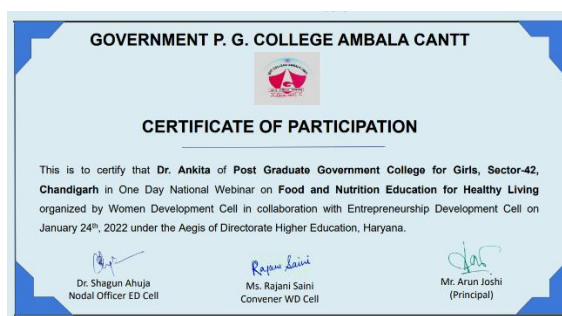 GOVERNMENT P. G. COLLEGE AMBALA CANTT
CERTIFICATE OF PARTICIPATION
This is to certify that Dr. Ankita of Post Graduate Government College for Girls, Sector-42,
Chandigarh in One Day National Webinar on Food and Nutrition Education for Healthy Living
organized by Women Development Cell in collaboration with Entrepreneurship Development Cell on
January 24th, 2022 under the Aegis of Directorate Higher Education, Haryana.
Rajani Saini
Dr. Shagun Ahuja
Nodal Officer ED Cell
Ms. Rajani Saini
Convener WD Cell
Mr. Arun Joshi
(Principal)